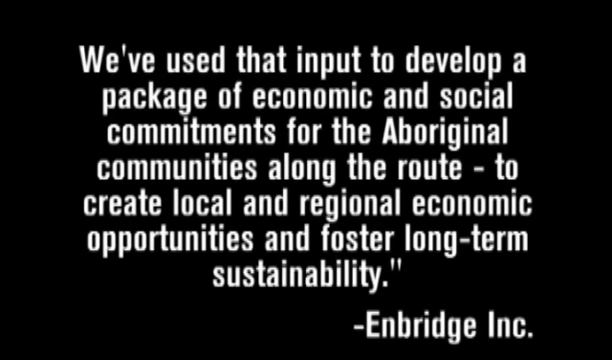 We've used that input to develop a
package of economic and social
commitments for the Aboriginal
communities along the route - to
create local and regional economic
opportunities and foster long-term
sustainability."
-Enbridge Inc.